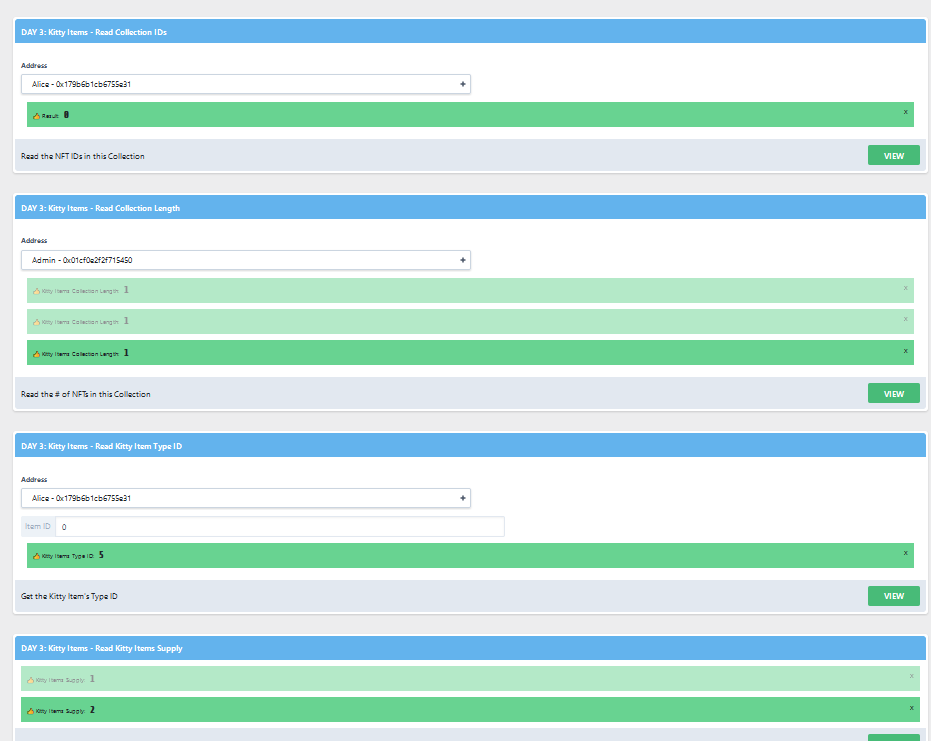 DAY 3: Kitty Items - Read Collection IDs
Address
Alice - 0x179b6b1cb6755e31 +
Result: 0 x
Read the NFT IDs in this Collection VIEW
DAY 3: Kitty Items - Read Collection Length
Address
Admin - 0x01cf0e2f2f715450 +
Kitty Items Collection Length: 1 x
Kitty Items Collection Length: 1 x
Kitty Items Collection Length: 1 x
Read the # of NFTs in this Collection VIEW
DAY 3: Kitty Items - Read Kitty Item Type ID
Address
Alice - 0x179b6b1cb6755e31 +
Item ID 0
Kitty Items Type ID: 5 x
Get the Kitty Item's Type ID VIEW
DAY 3: Kitty Items - Read Kitty Items Supply
Kitty Items Supply: 1 x
Kitty Items Supply: 2 x